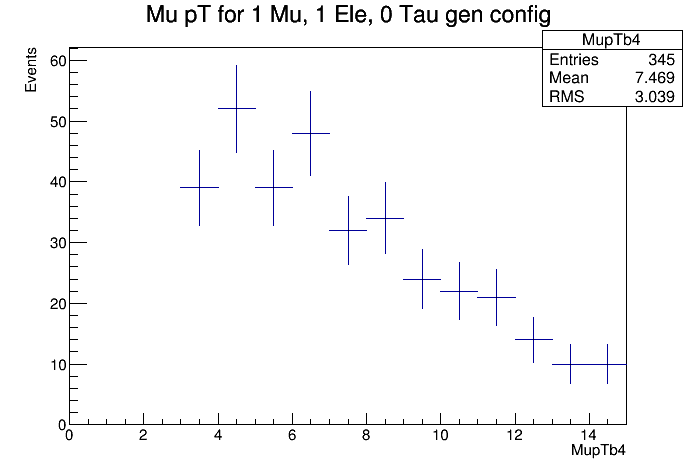 Mu pT for 1 Mu, 1 Ele, 0 Tau gen config
MupTb4
Entries 345
Mean 7.469
RMS 3.039
Events
60
50
40
30
20
10
0
0 2 4 6 8 10 12 14
MupTb4